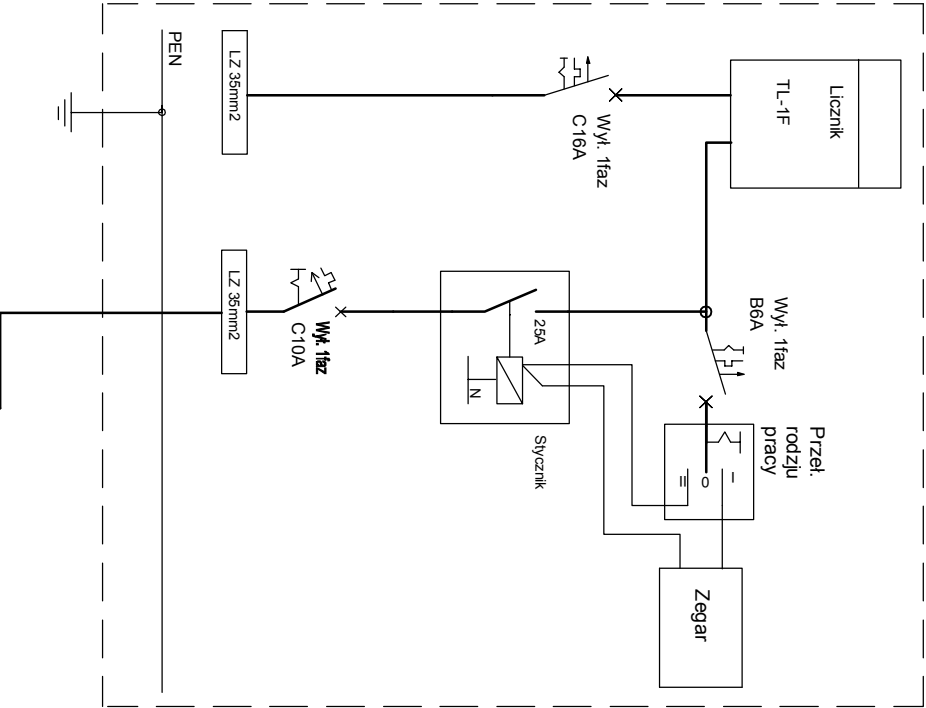 PEN
LZ 35mm2
Wył. 1faz
C16A
TL-1F
Licznik
LZ 35mm2
Wył. 1faz
C10A
25A
N
Stycznik
Wył. 1faz
B6A
Przeł.
rodzju
pracy
I
0
II
Zegar